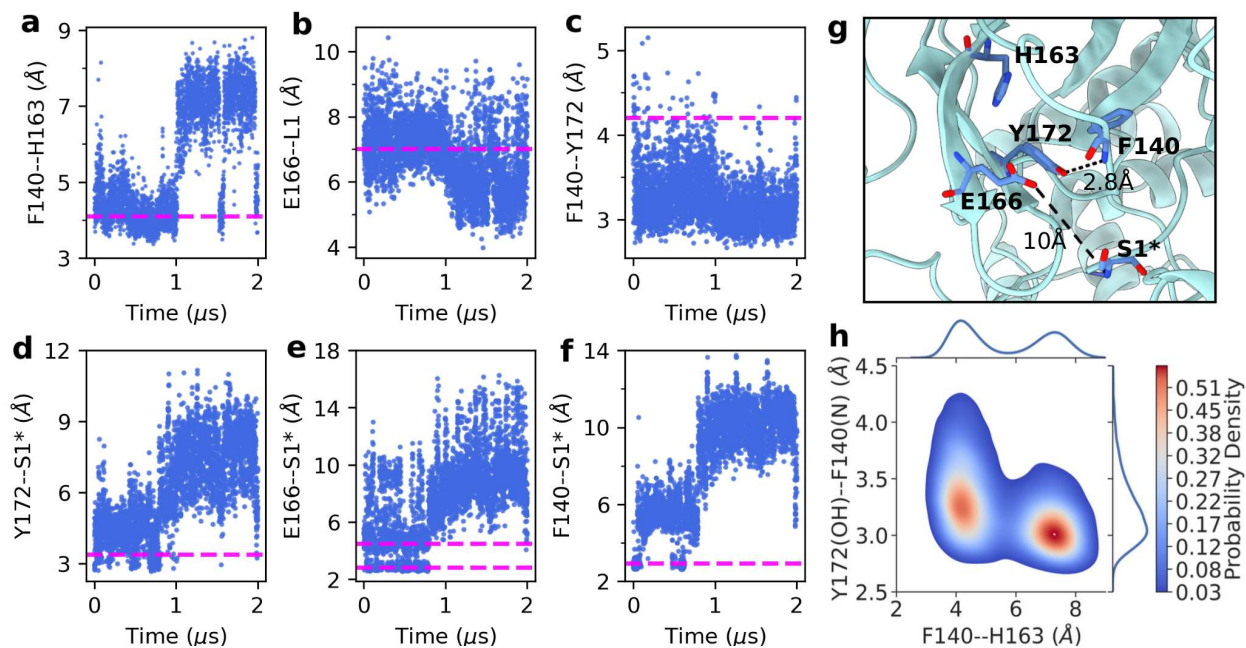 a
F140--H163 (Å)
9
7
5
3
0
1
2
Time (μs)
b
E166--L1 (Å)
10
8
6
4
0
1
2
Time (μs)
c
F140--Y172 (Å)
5
4
3
0
1
2
Time (μs)
g
H163
Y172
F140
2.8Å
E166
10Å
S1*
d
Y172--S1* (Å)
12
9
6
3
0
1
2
Time (μs)
e
E166--S1* (Å)
18
14
10
6
2
0
1
2
Time (μs)
f
F140--S1* (Å)
14
10
6
2
0
1
2
Time (μs)
h
Y172(OH)--F140(N) (Å)
4.5
4.0
3.5
3.0
2.5
2
4
6
8
F140--H163 (Å)
0.51
0.45
0.38
0.32
0.27
0.22
0.17
0.12
0.08
0.03
Probability Density